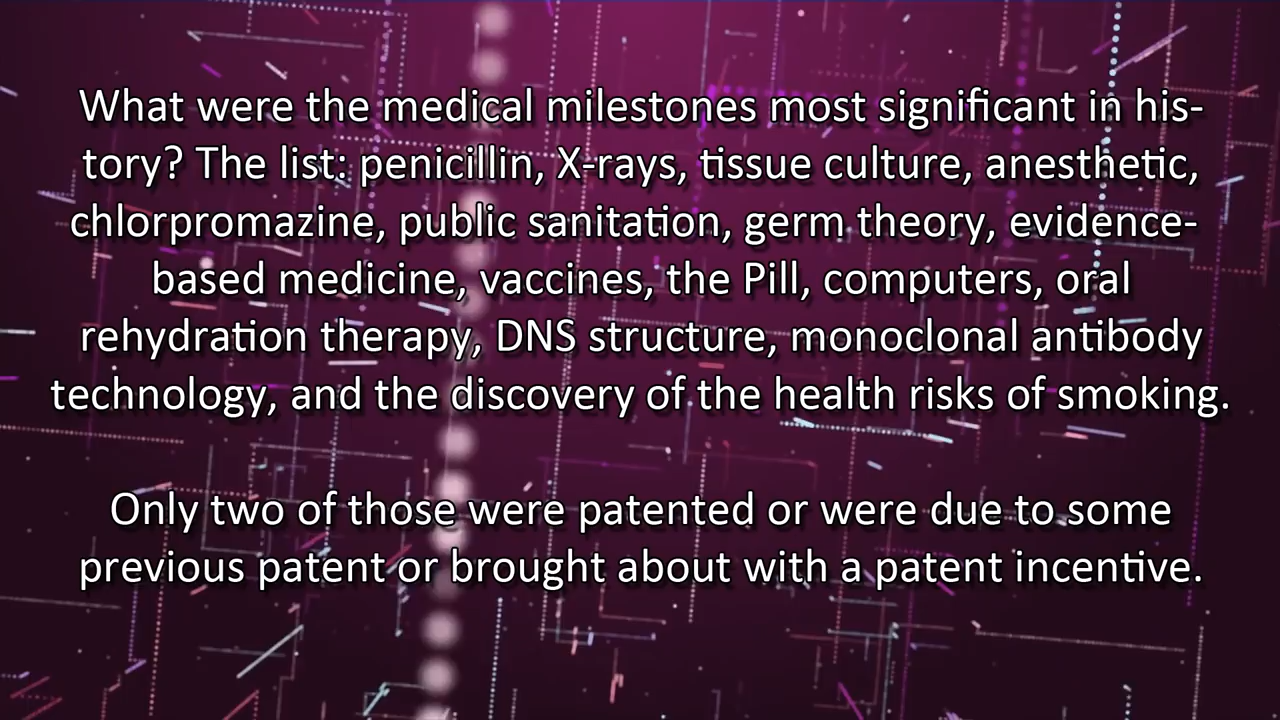 What were the medical milestones most significant in his-
tory? The list: penicillin, X-rays, tissue culture, anesthetic,
chlorpromazine, public sanitation, germ theory, evidence-
based medicine, vaccines, the Pill, computers, oral
rehydration therapy, DNS structure, monoclonal antibody
technology, and the discovery of the health risks of smoking.
Only two of those were patented or were due to some
previous patent or brought about with a patent incentive.